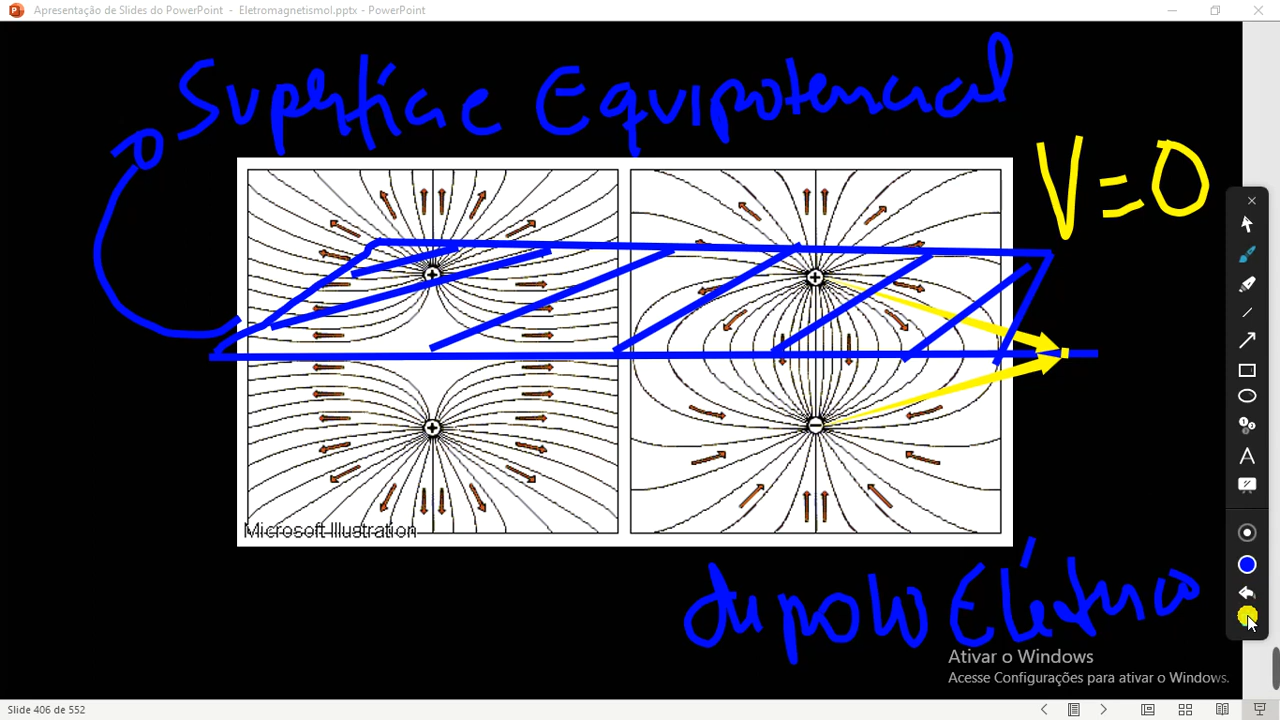 Apresentação de Slides do PowerPoint - EletromagnetismoI.pptx - PowerPoint
Superfície Equipotencial
V=0
+
+
+
−
Microsoft Illustration
dipolo Elétrico
Ativar o Windows
Acesse Configurações para ativar o Windows.
Slide 406 de 552